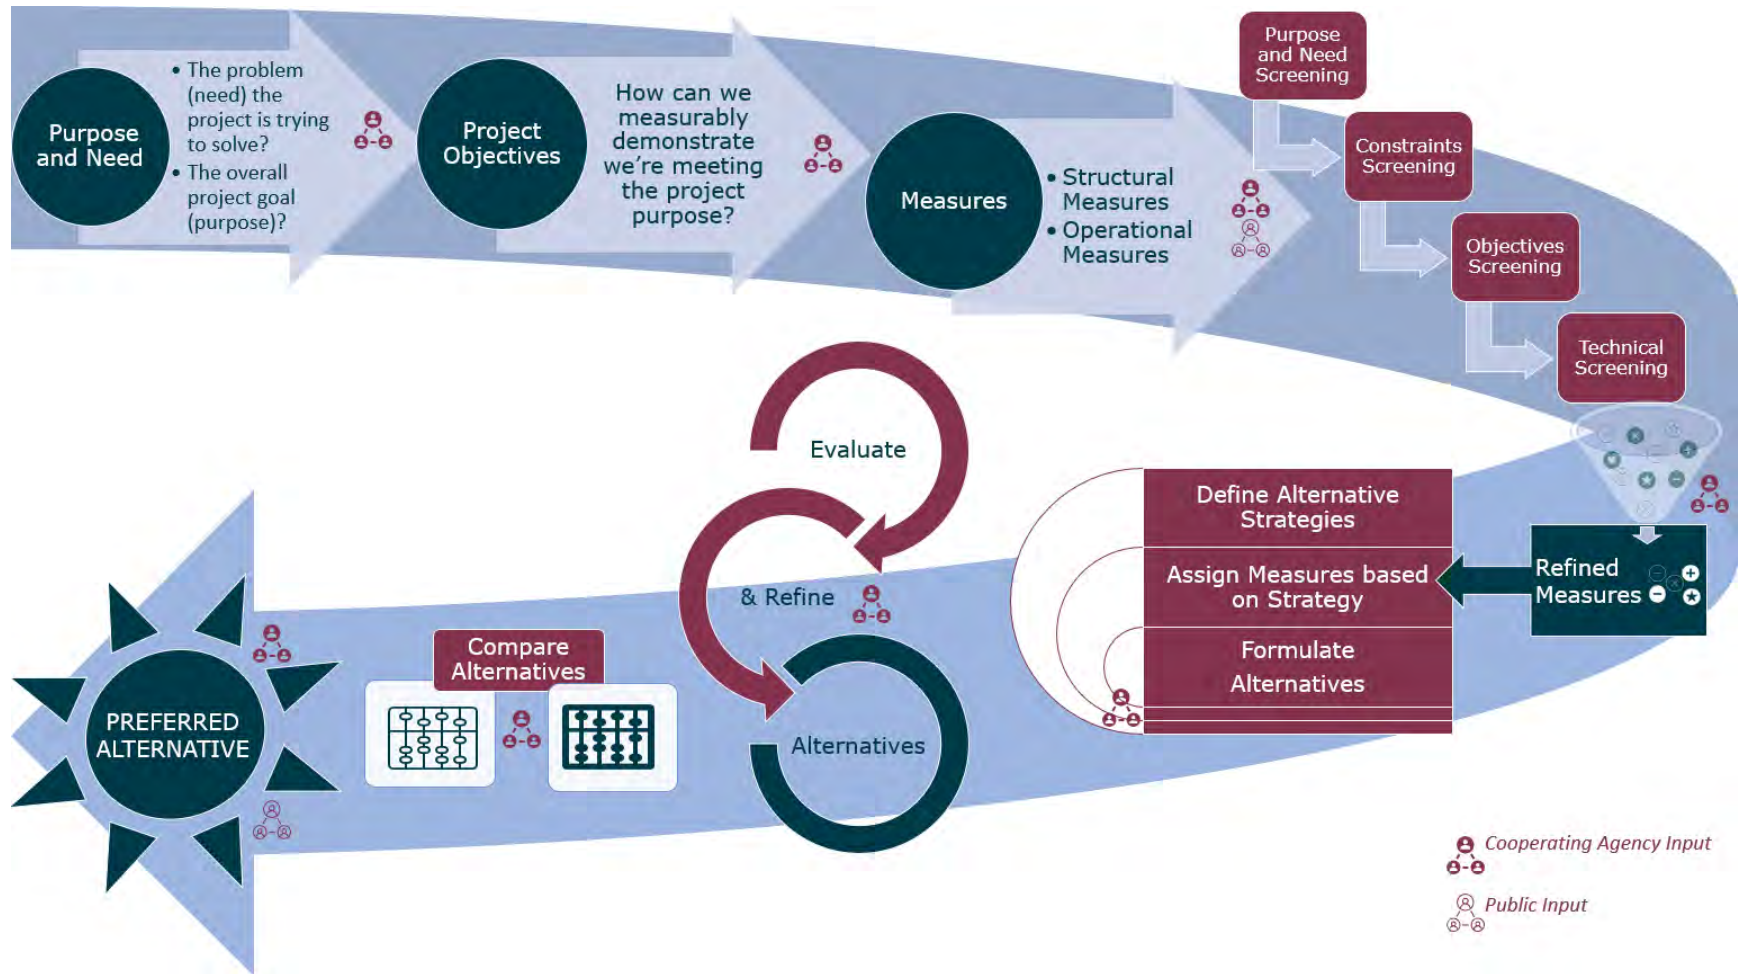 Purpose
and Need
• The problem
(need) the
project is trying
to solve?
• The overall
project goal
(purpose)?
Project
Objectives
How can we
measurably
demonstrate
we’re meeting
the project
purpose?
Measures
• Structural
Measures
• Operational
Measures
Purpose
and Need
Screening
Constraints
Screening
Objectives
Screening
Technical
Screening
Refined
Measures
Define Alternative
Strategies
Assign Measures based
on Strategy
Formulate
Alternatives
Evaluate
& Refine
Alternatives
Compare
Alternatives
PREFERRED
ALTERNATIVE
Cooperating Agency Input
Public Input